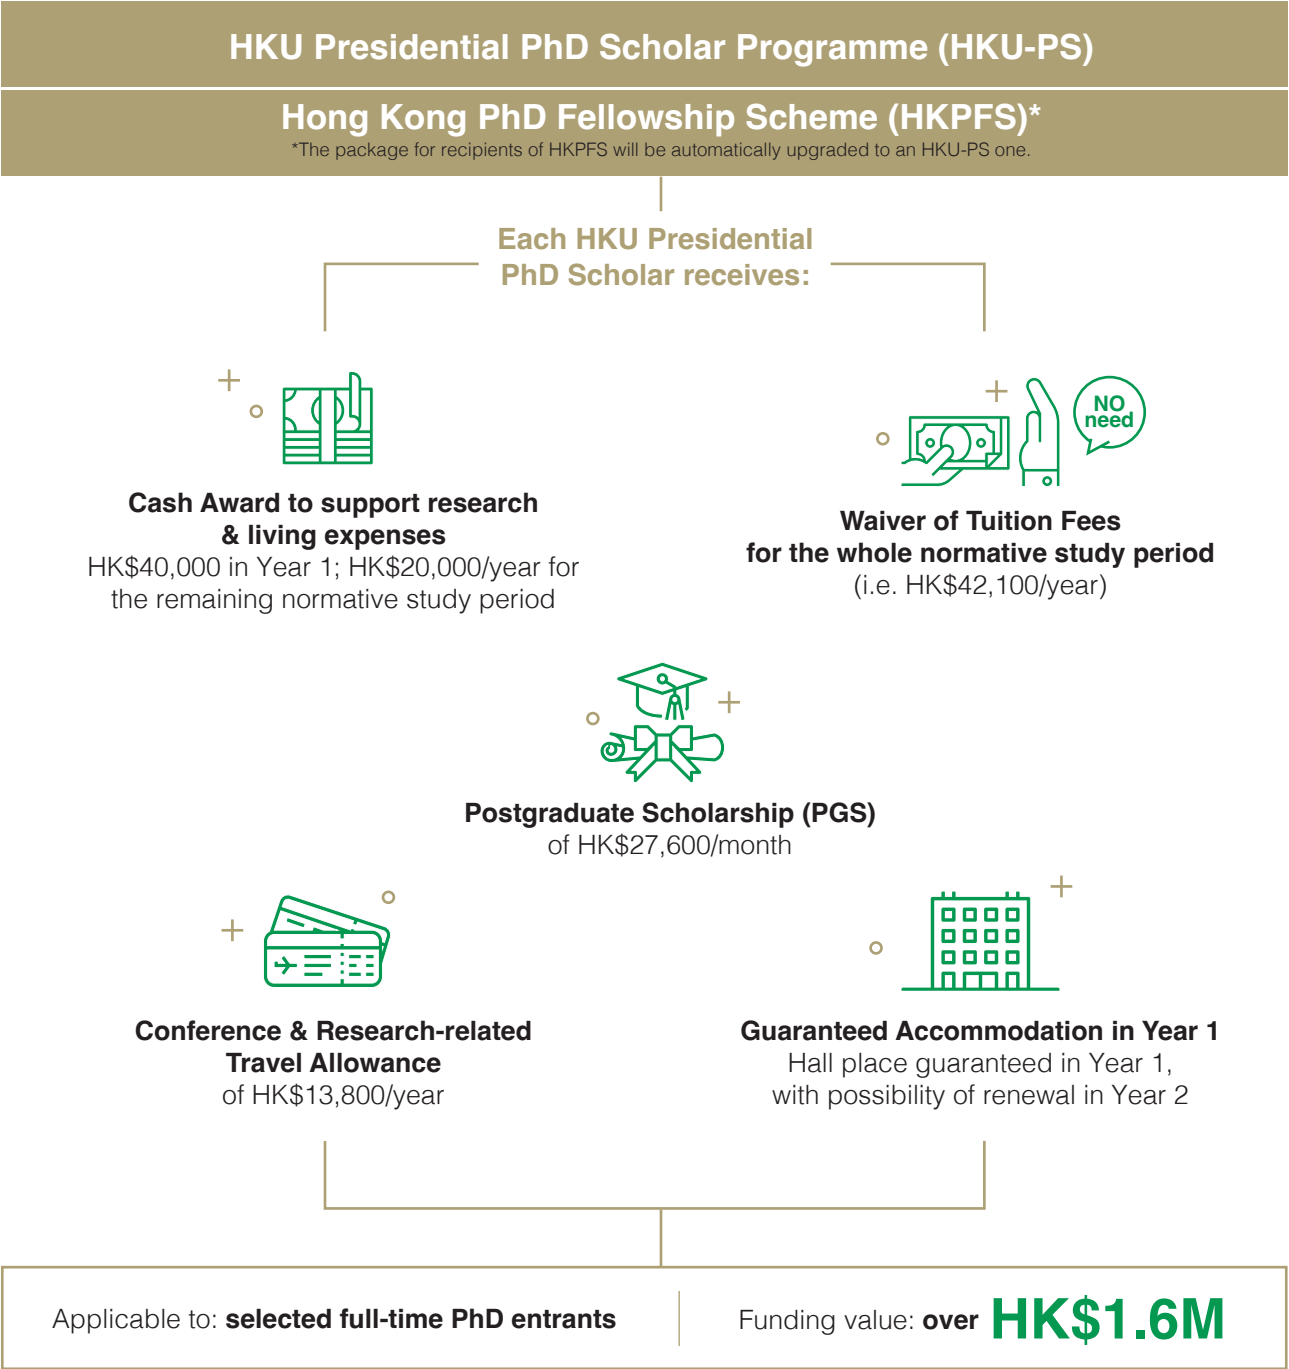 HKU Presidential PhD Scholar Programme (HKU-PS)
Hong Kong PhD Fellowship Scheme (HKPFS)*
*The package for recipients of HKPFS will be automatically upgraded to an HKU-PS one.
Each HKU Presidential
PhD Scholar receives:
NO
need
Cash Award to support research
& living expenses
HK$40,000 in Year 1; HK$20,000/year for
the remaining normative study period
Waiver of Tuition Fees
for the whole normative study period
(i.e. HK$42,100/year)
Postgraduate Scholarship (PGS)
of HK$27,600/month
Conference & Research-related
Travel Allowance
of HK$13,800/year
Guaranteed Accommodation in Year 1
Hall place guaranteed in Year 1,
with possibility of renewal in Year 2
Applicable to: selected full-time PhD entrants
Funding value: over HK$1.6M